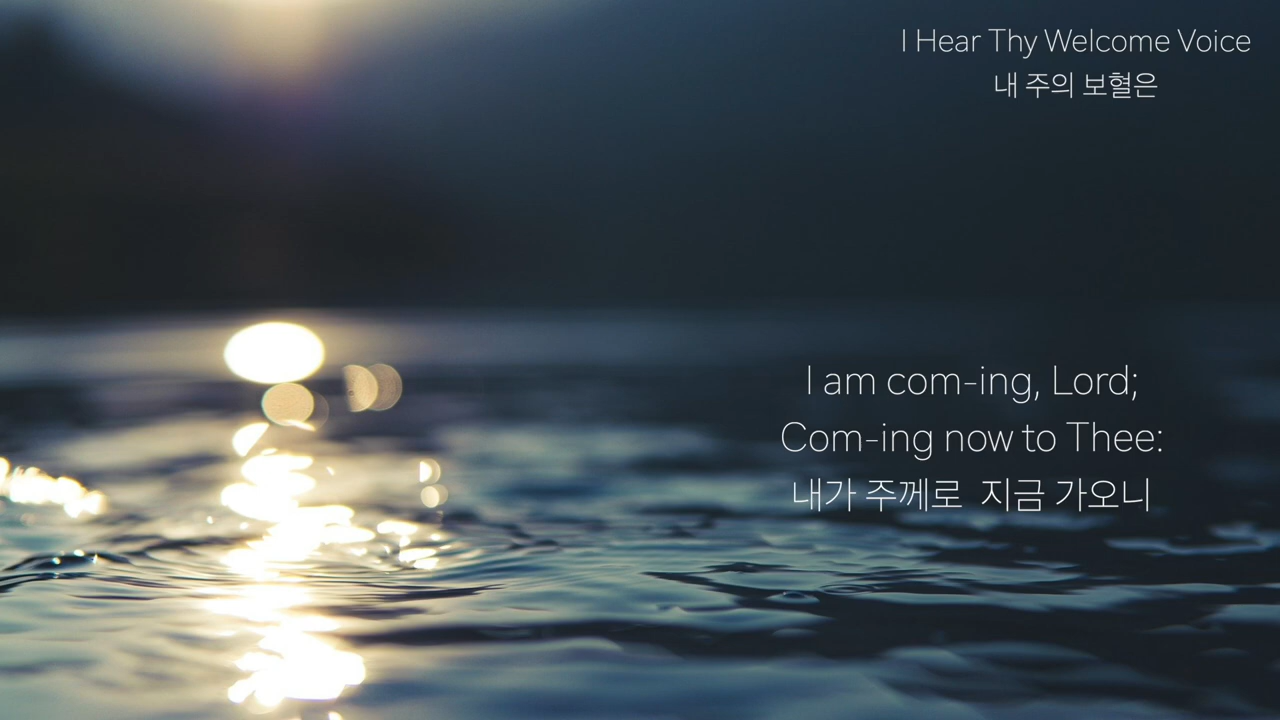 I Hear Thy Welcome Voice
내 주의 보혈은
I am com-ing, Lord;
Com-ing now to Thee:
내가 주께로 지금 가오니